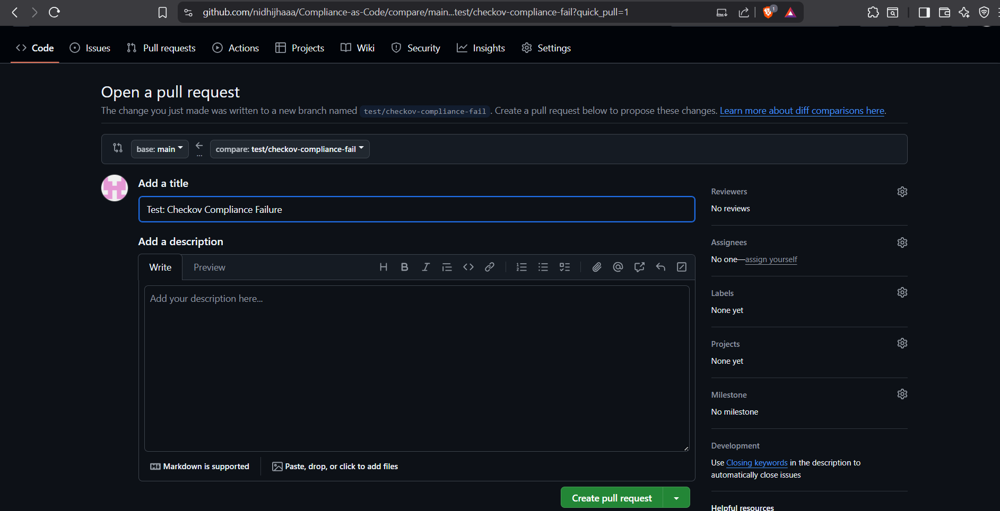 github.com/nidhijhaaa/Compliance-as-Code/compare/main...test/checkov-compliance-fail?quick_pull=1
1
Code Issues Pull requests Actions Projects Wiki Security Insights Settings
Open a pull request
The change you just made was written to a new branch named test/checkov-compliance-fail. Create a pull request below to propose these changes. Learn more about diff comparisons here.
base: main
...
compare: test/checkov-compliance-fail
Add a title
Test: Checkov Compliance Failure
Add a description
Write Preview
Add your description here...
Markdown is supported
Paste, drop, or click to add files
Create pull request
Reviewers
No reviews
Assignees
No one—assign yourself
Labels
None yet
Projects
None yet
Milestone
No milestone
Development
Use Closing keywords in the description to
automatically close issues
Helpful resources